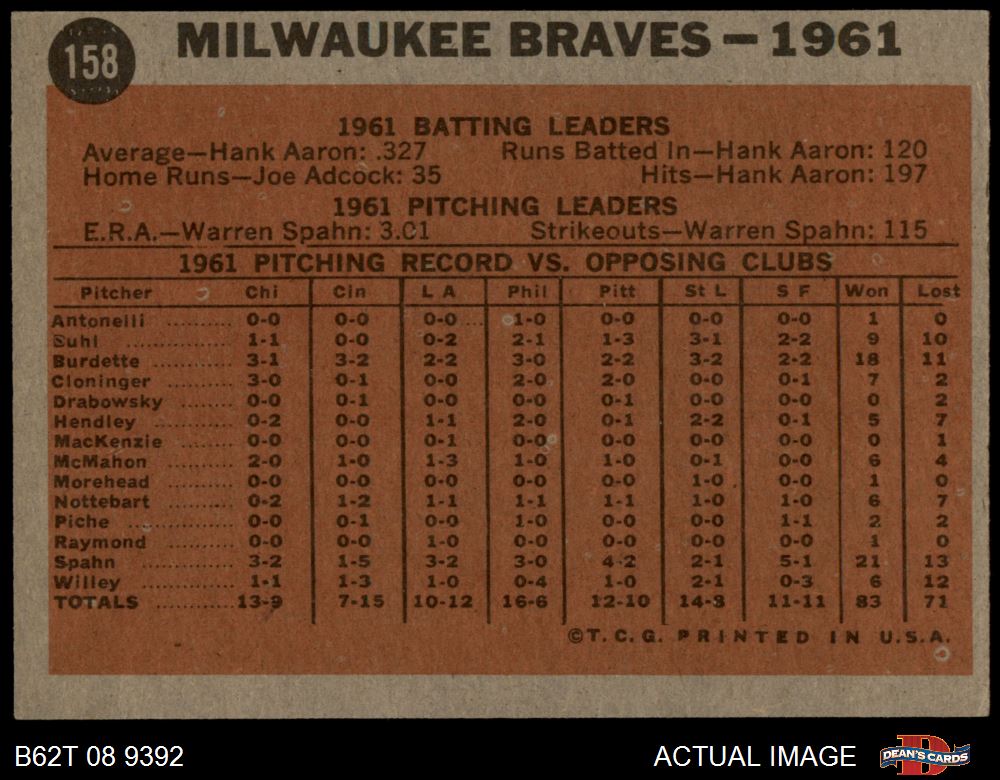 158
MILWAUKEE BRAVES – 1961
1961 BATTING LEADERS
Average—Hank Aaron: .327 Runs Batted In—Hank Aaron: 120
Home Runs—Joe Adcock: 35 Hits—Hank Aaron: 197
1961 PITCHING LEADERS
E.R.A.—Warren Spahn: 3.01 Strikeouts—Warren Spahn: 115
1961 PITCHING RECORD VS. OPPOSING CLUBS
Pitcher Chi Cin L A Phil Pitt St L S F Won Lost
Antonelli .......... 0-0 0-0 0-0 1-0 0-0 0-0 0-0 1 0
Buhl .......... 1-1 0-0 0-2 2-1 1-3 3-1 2-2 9 10
Burdette .......... 3-1 3-2 2-2 3-0 2-2 3-2 2-2 18 11
Cloninger .......... 3-0 0-1 0-0 2-0 2-0 0-0 0-1 7 2
Drabowsky .......... 0-0 0-1 0-0 0-0 0-1 0-0 0-0 0 2
Hendley .......... 0-2 0-0 1-1 2-0 0-1 2-2 0-1 5 7
MacKenzie .......... 0-0 0-0 0-1 0-0 0-0 0-0 0-0 0 1
McMahon .......... 2-0 1-0 1-3 1-0 1-0 0-1 0-0 6 4
Morehead .......... 0-0 0-0 0-0 0-0 0-0 1-0 0-0 1 0
Nottebart .......... 0-2 1-2 1-1 1-1 1-1 1-0 1-0 6 7
Piche .......... 0-0 0-1 0-0 1-0 0-0 0-0 1-1 2 2
Raymond .......... 0-0 0-0 1-0 0-0 0-0 0-0 0-0 1 0
Spahn .......... 3-2 1-5 3-2 3-0 4-2 2-1 5-1 21 13
Willey .......... 1-1 1-3 1-0 0-4 1-0 2-1 0-3 6 12
TOTALS .......... 13-9 7-15 10-12 16-6 12-10 14-8 11-11 83 71
©T.C.G. PRINTED IN U.S.A.
B62T 08 9392 ACTUAL IMAGE DEAN'S CARDS